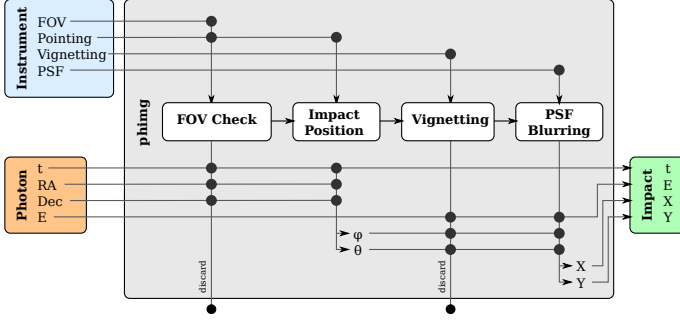 Instrument
FOV
Pointing
Vignetting
PSF
phimg
FOV Check
Impact
Position
Vignetting
PSF
Blurring
Photon
t
RA
Dec
E
φ
θ
discard
discard
X
Y
Impact
t
E
X
Y